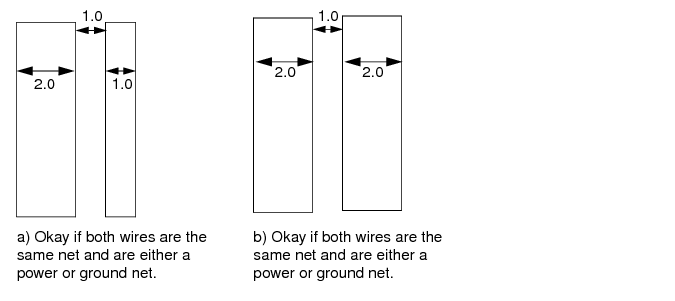 1.0
1.0
2.0
1.0
2.0
2.0
a) Okay if both wires are the
same net and are either a
power or ground net.
b) Okay if both wires are the
same net and are either a
power or ground net.